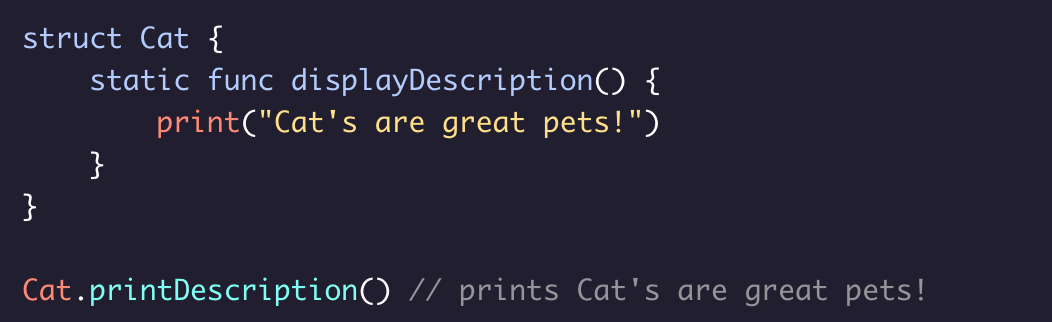 struct Cat {
    static func displayDescription() {
        print("Cat's are great pets!")
    }
}

Cat.printDescription() // prints Cat's are great pets!